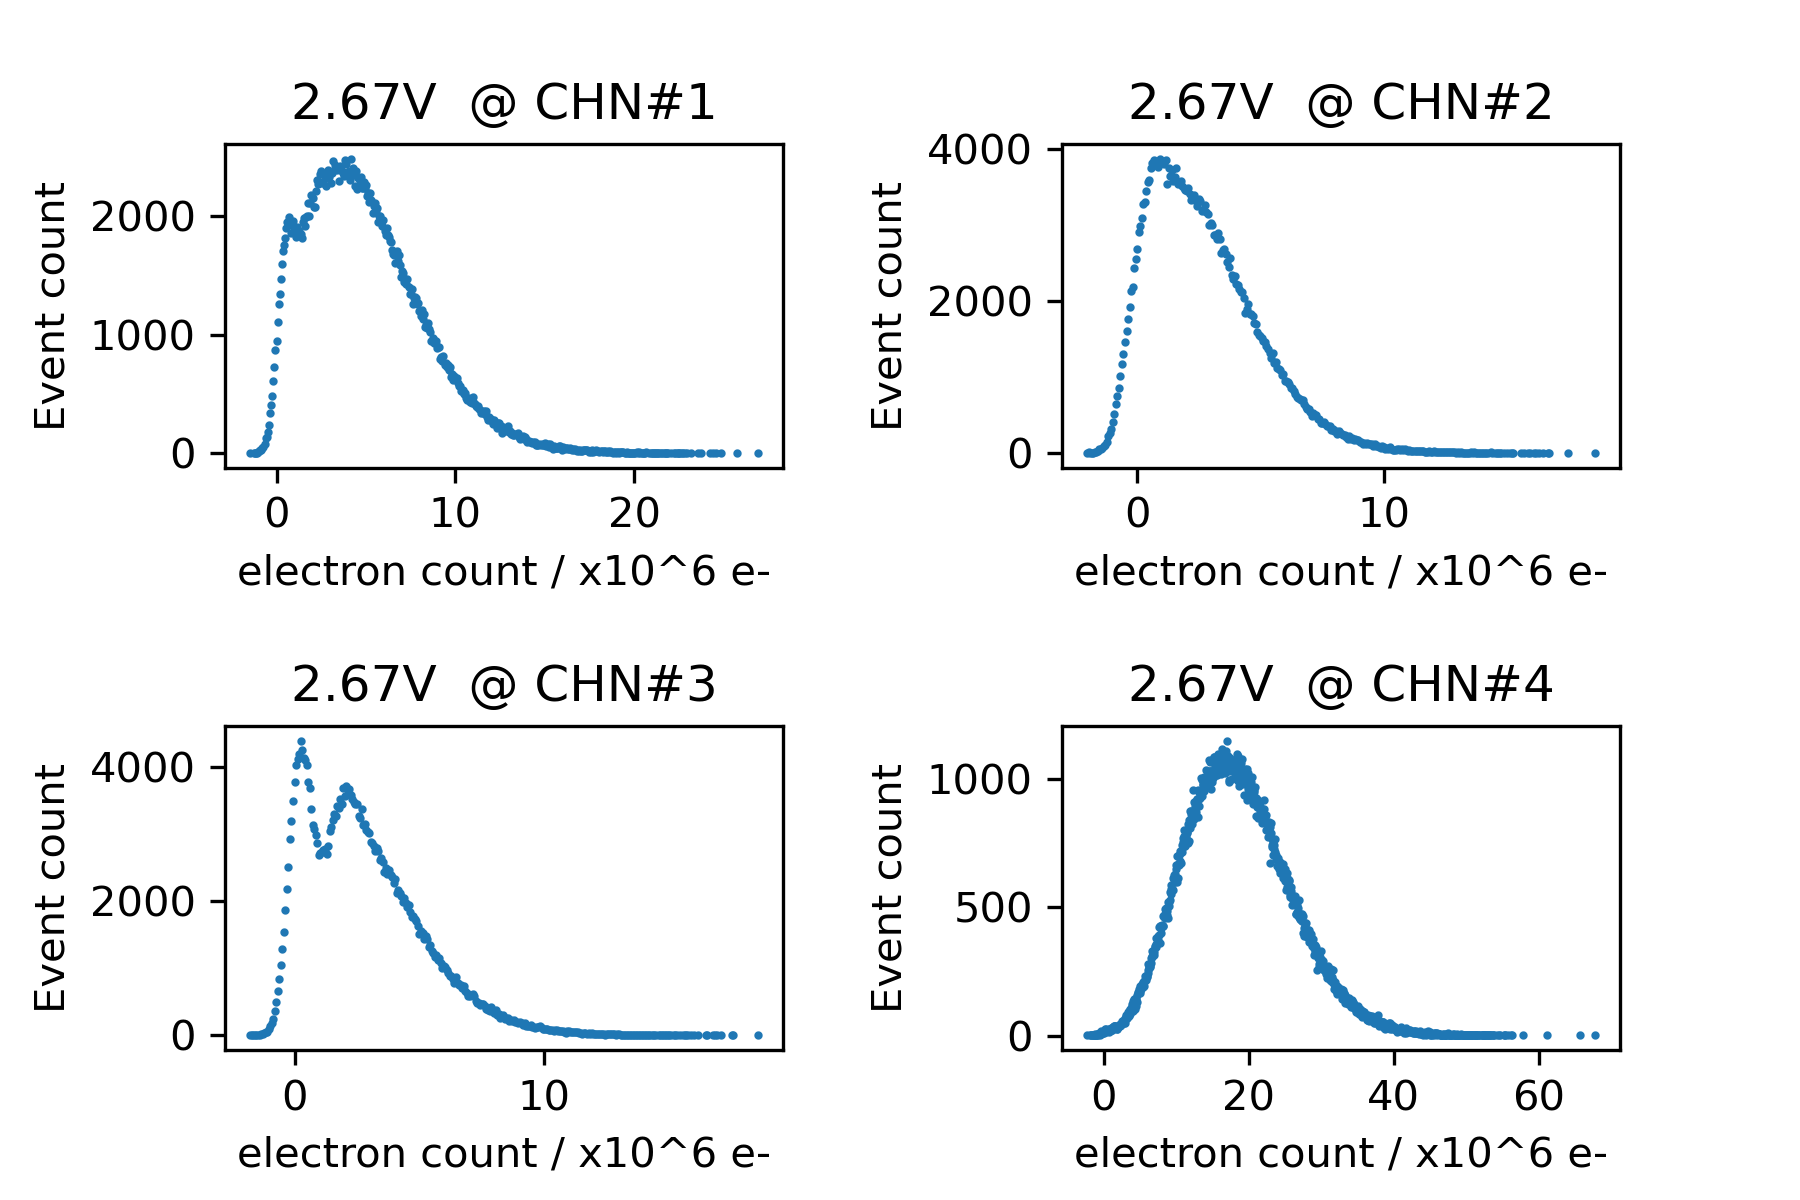 2.67V  @ CHN#1
Event count
2000
1000
0
0 10 20
electron count / x10^6 e-
2.67V  @ CHN#2
Event count
4000
2000
0
0 10
electron count / x10^6 e-
2.67V  @ CHN#3
Event count
4000
2000
0
0 10
electron count / x10^6 e-
2.67V  @ CHN#4
Event count
1000
500
0
0 20 40 60
electron count / x10^6 e-